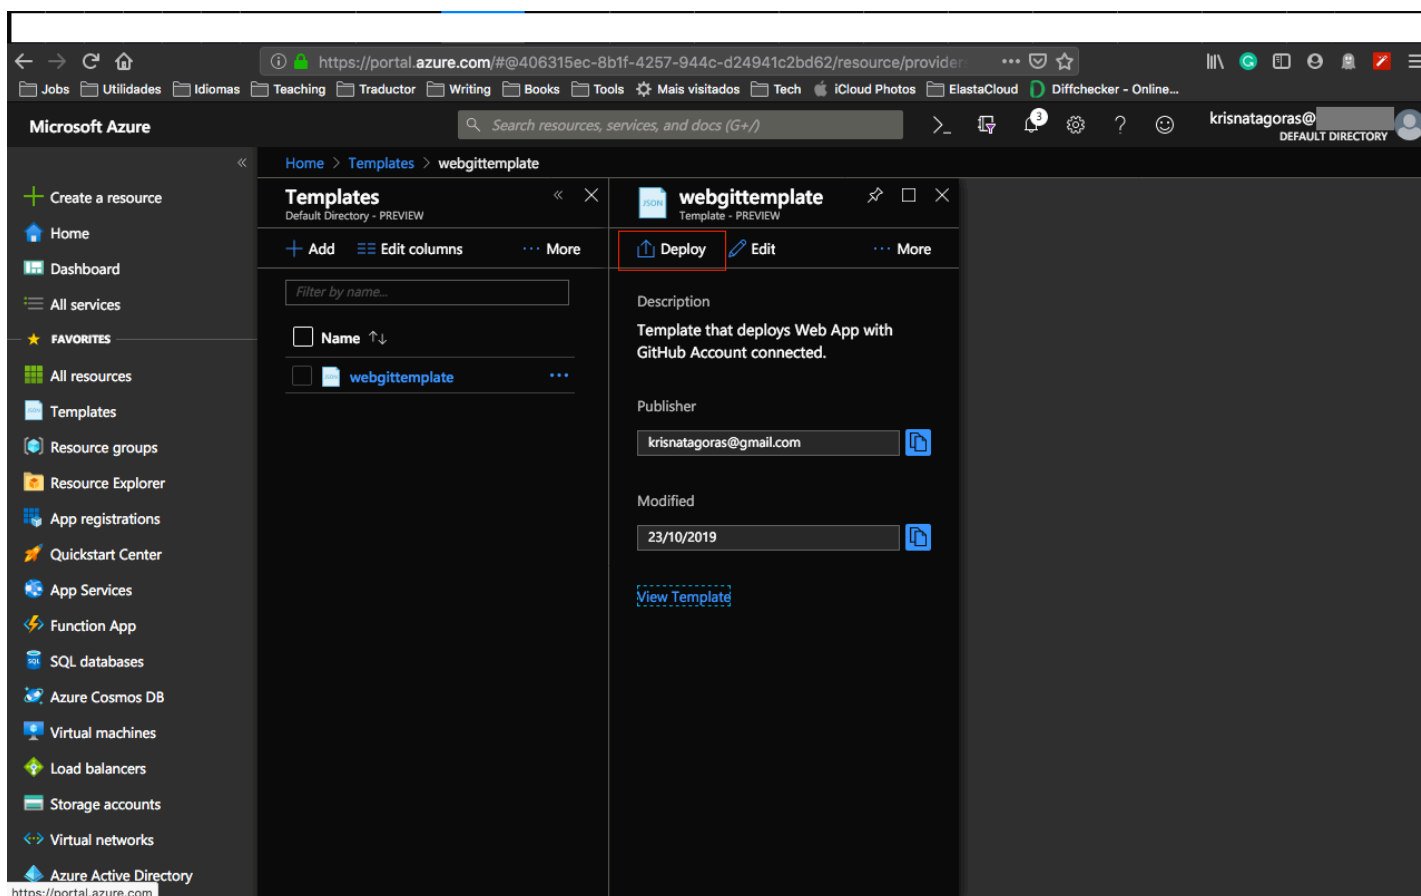 https://portal.azure.com/#@406315ec-8b1f-4257-944c-d24941c2bd62/resource/provider
Jobs Utilidades Idiomas Teaching Traductor Writing Books Tools Mais visitados Tech iCloud Photos ElastaCloud Diffchecker - Online...
Microsoft Azure
Search resources, services, and docs (G+/)
3
krisnatagoras@
DEFAULT DIRECTORY
Home > Templates > webgittemplate
Create a resource
Home
Dashboard
All services
FAVORITES
All resources
Templates
Resource groups
Resource Explorer
App registrations
Quickstart Center
App Services
Function App
SQL databases
Azure Cosmos DB
Virtual machines
Load balancers
Storage accounts
Virtual networks
Azure Active Directory
https://portal.azure.com
Templates
Default Directory - PREVIEW
Add Edit columns ... More
Filter by name...
Name ↑↓
webgittemplate ...
JSON
webgittemplate
Template - PREVIEW
Deploy Edit ... More
Description
Template that deploys Web App with
GitHub Account connected.
Publisher
krisnatagoras@gmail.com
Modified
23/10/2019
View Template